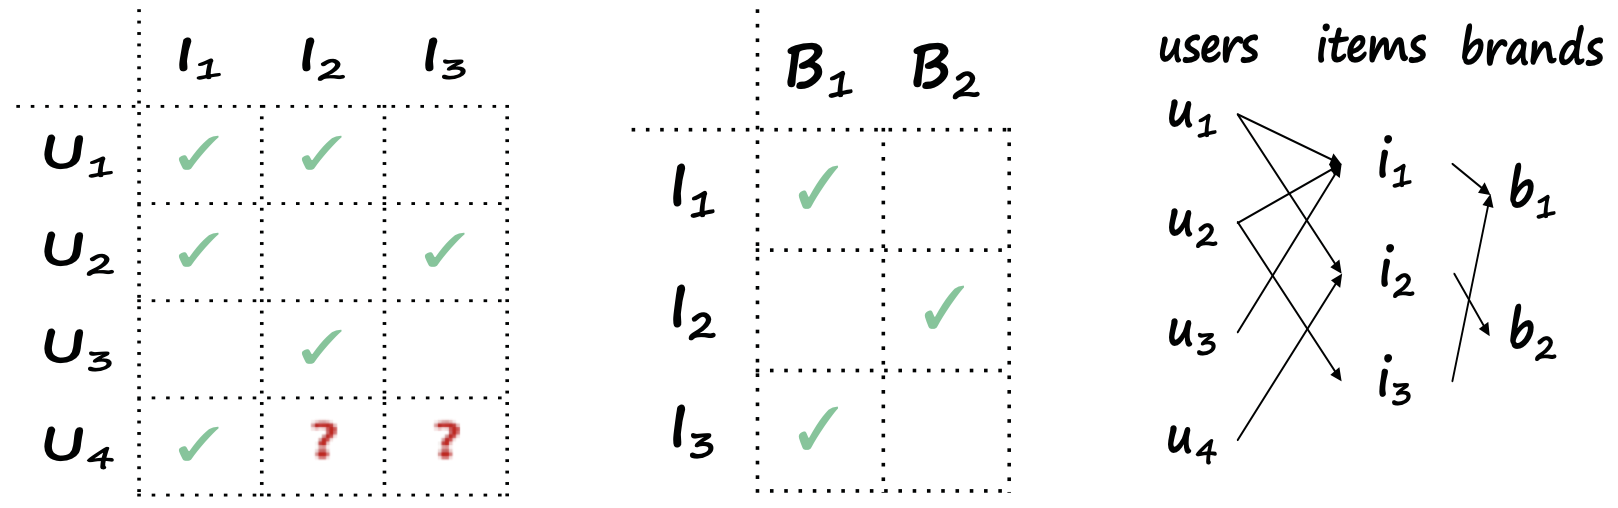 I1 I2 I3
U1 ✓ ✓
U2 ✓ ✓
U3 ✓
U4 ✓ ? ?
B1 B2
I1 ✓
I2 ✓
I3 ✓
users items brands
u1 i1 b1
u2 i2 b2
u3 i3
u4